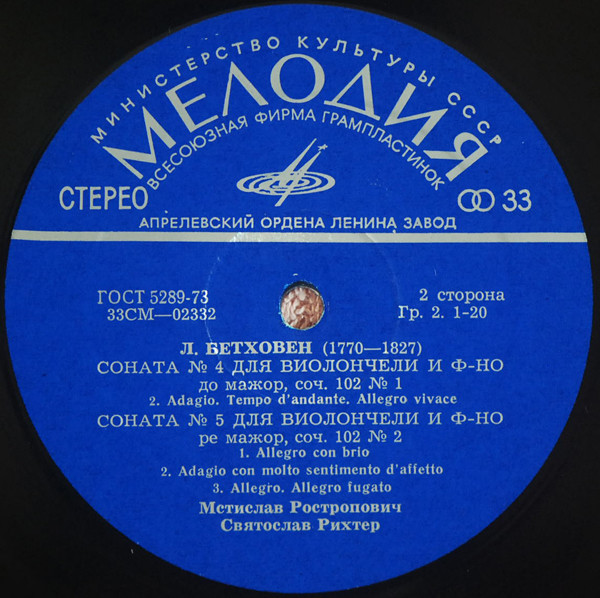 МИНИСТЕРСТВО КУЛЬТУРЫ СССР
МЕЛОДИЯ
ВСЕСОЮЗНАЯ ФИРМА ГРАМПЛАСТИНОК
СТЕРЕО
33
АПРЕЛЕВСКИЙ ОРДЕНА ЛЕНИНА ЗАВОД
ГОСТ 5289-73
33СМ—02332
2 сторона
Гр. 2. 1-20
Л. БЕТХОВЕН (1770—1827)
СОНАТА № 4 ДЛЯ ВИОЛОНЧЕЛИ И Ф-НО
до мажор, соч. 102 № 1
2. Adagio. Tempo d'andante. Allegro vivace
СОНАТА № 5 ДЛЯ ВИОЛОНЧЕЛИ И Ф-НО
ре мажор, соч. 102 № 2
1. Allegro con brio
2. Adagio con molto sentimento d'affetto
3. Allegro. Allegro fugato
Мстислав Ростропович
Святослав Рихтер